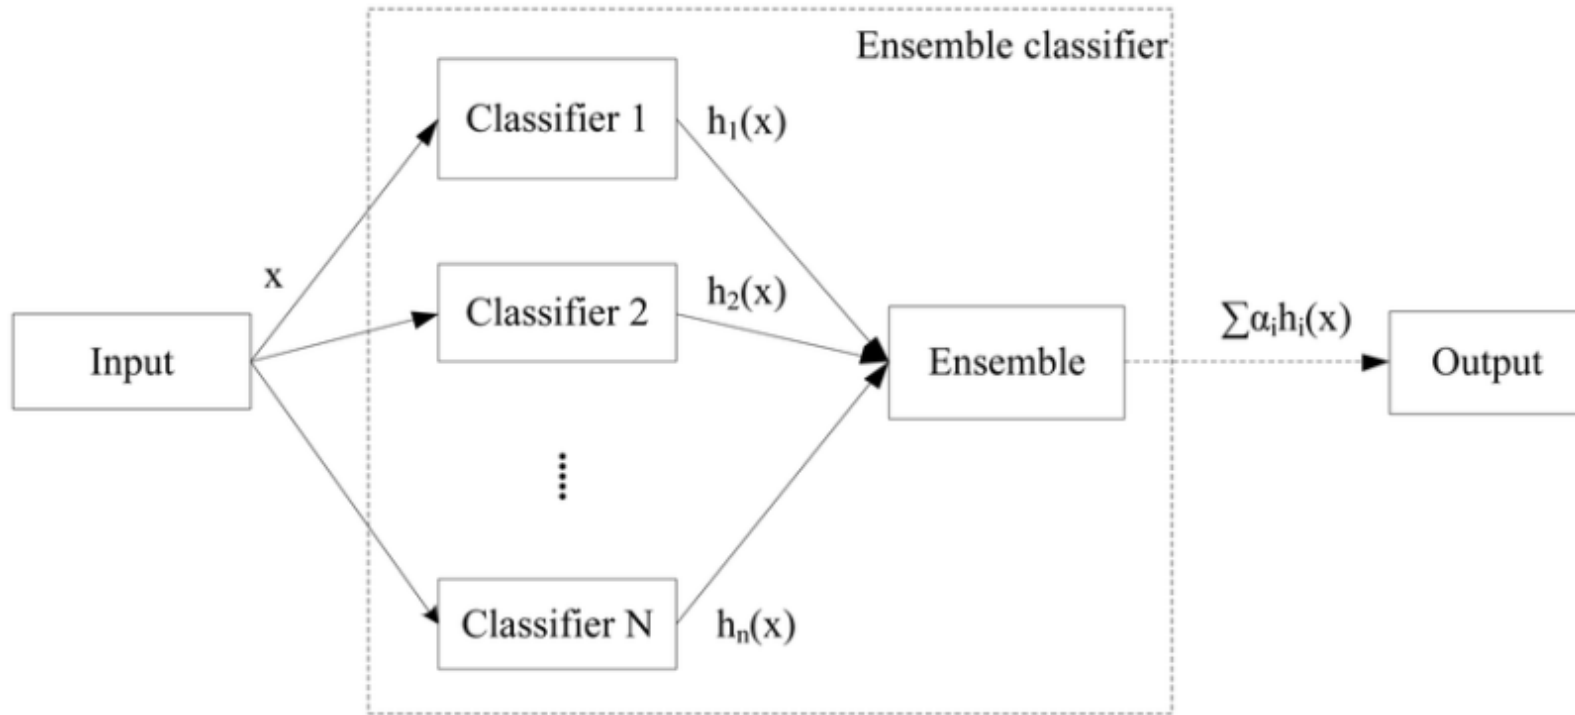 Ensemble classifier
Classifier 1
h₁(x)
x
Classifier 2
h₂(x)
Input
Ensemble
∑αᵢhᵢ(x)
Output
Classifier N
hₙ(x)